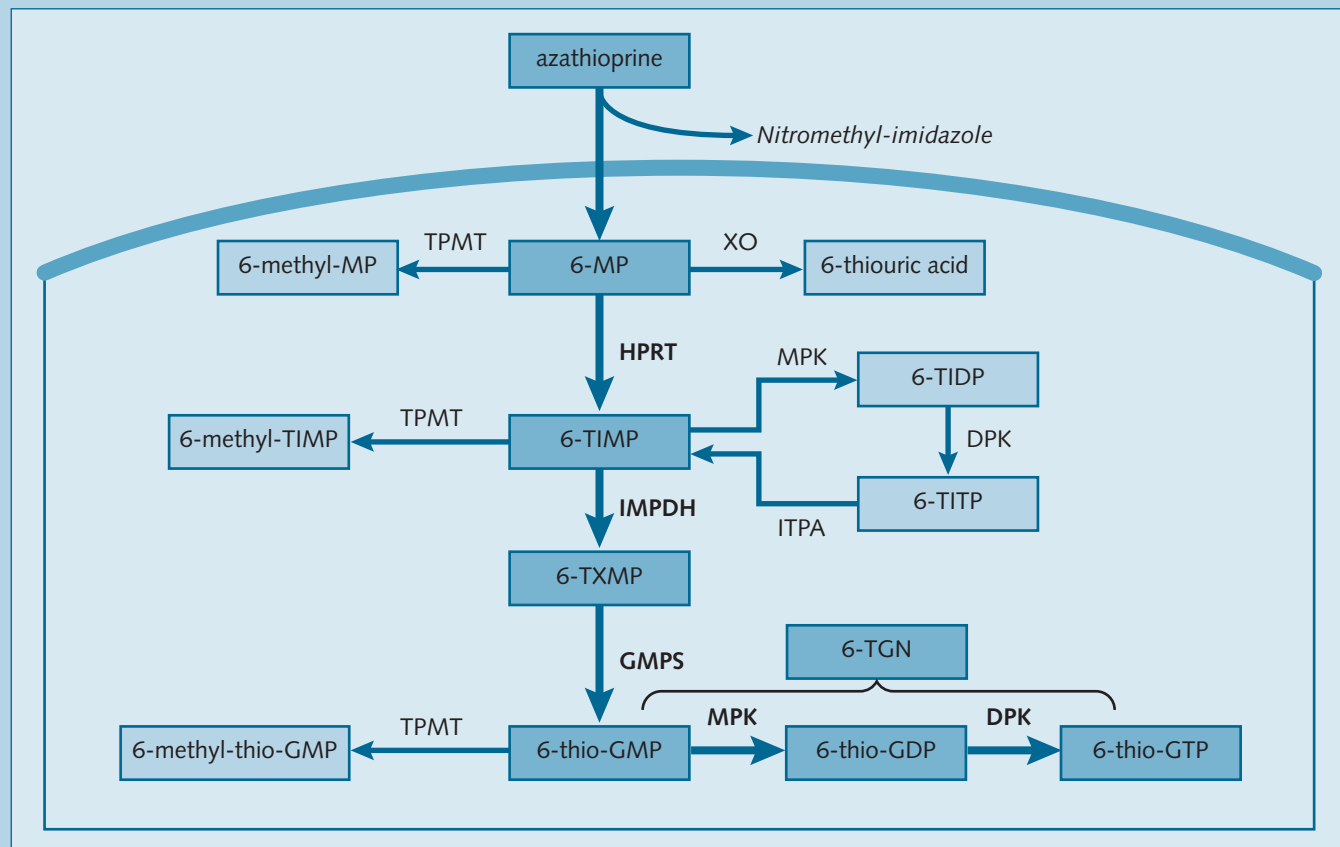 azathioprine
Nitromethyl-imidazole
TPMT
XO
6-methyl-MP
6-MP
6-thiouric acid
HPRT
MPK
6-TIDP
TPMT
6-methyl-TIMP
6-TIMP
DPK
6-TITP
IMPDH
ITPA
6-TXMP
6-TGN
GMPS
MPK
DPK
TPMT
6-methyl-thio-GMP
6-thio-GMP
6-thio-GDP
6-thio-GTP